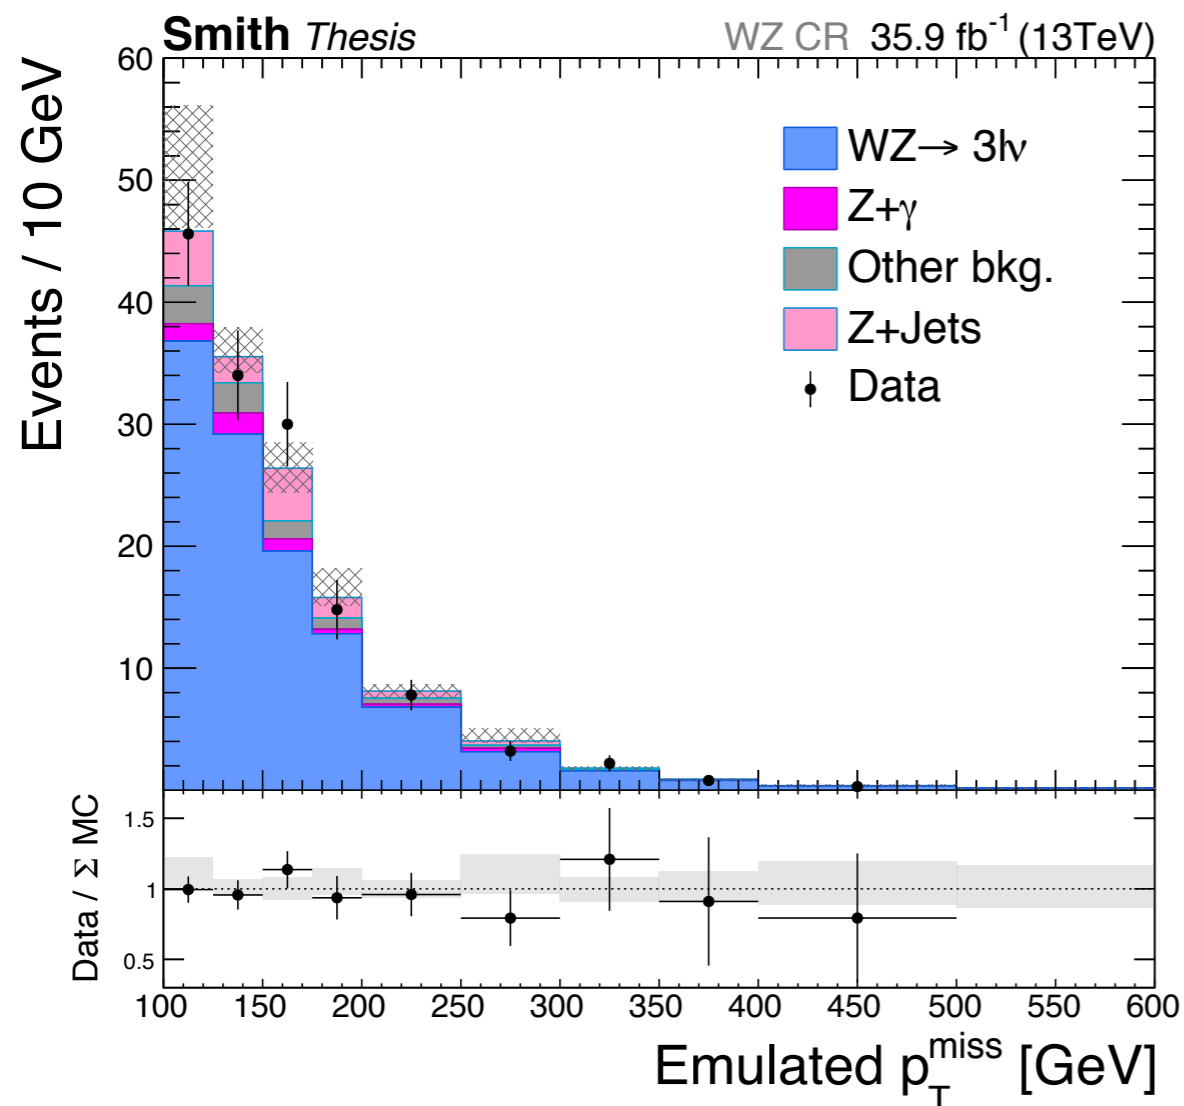 Smith Thesis WZ CR 35.9 fb⁻¹ (13TeV)
Events / 10 GeV
60
50
40
30
20
10
WZ→ 3lν
Z+γ
Other bkg.
Z+Jets
Data
Data / Σ MC
1.5
1
0.5
100 150 200 250 300 350 400 450 500 550 600
Emulated p_T^miss [GeV]